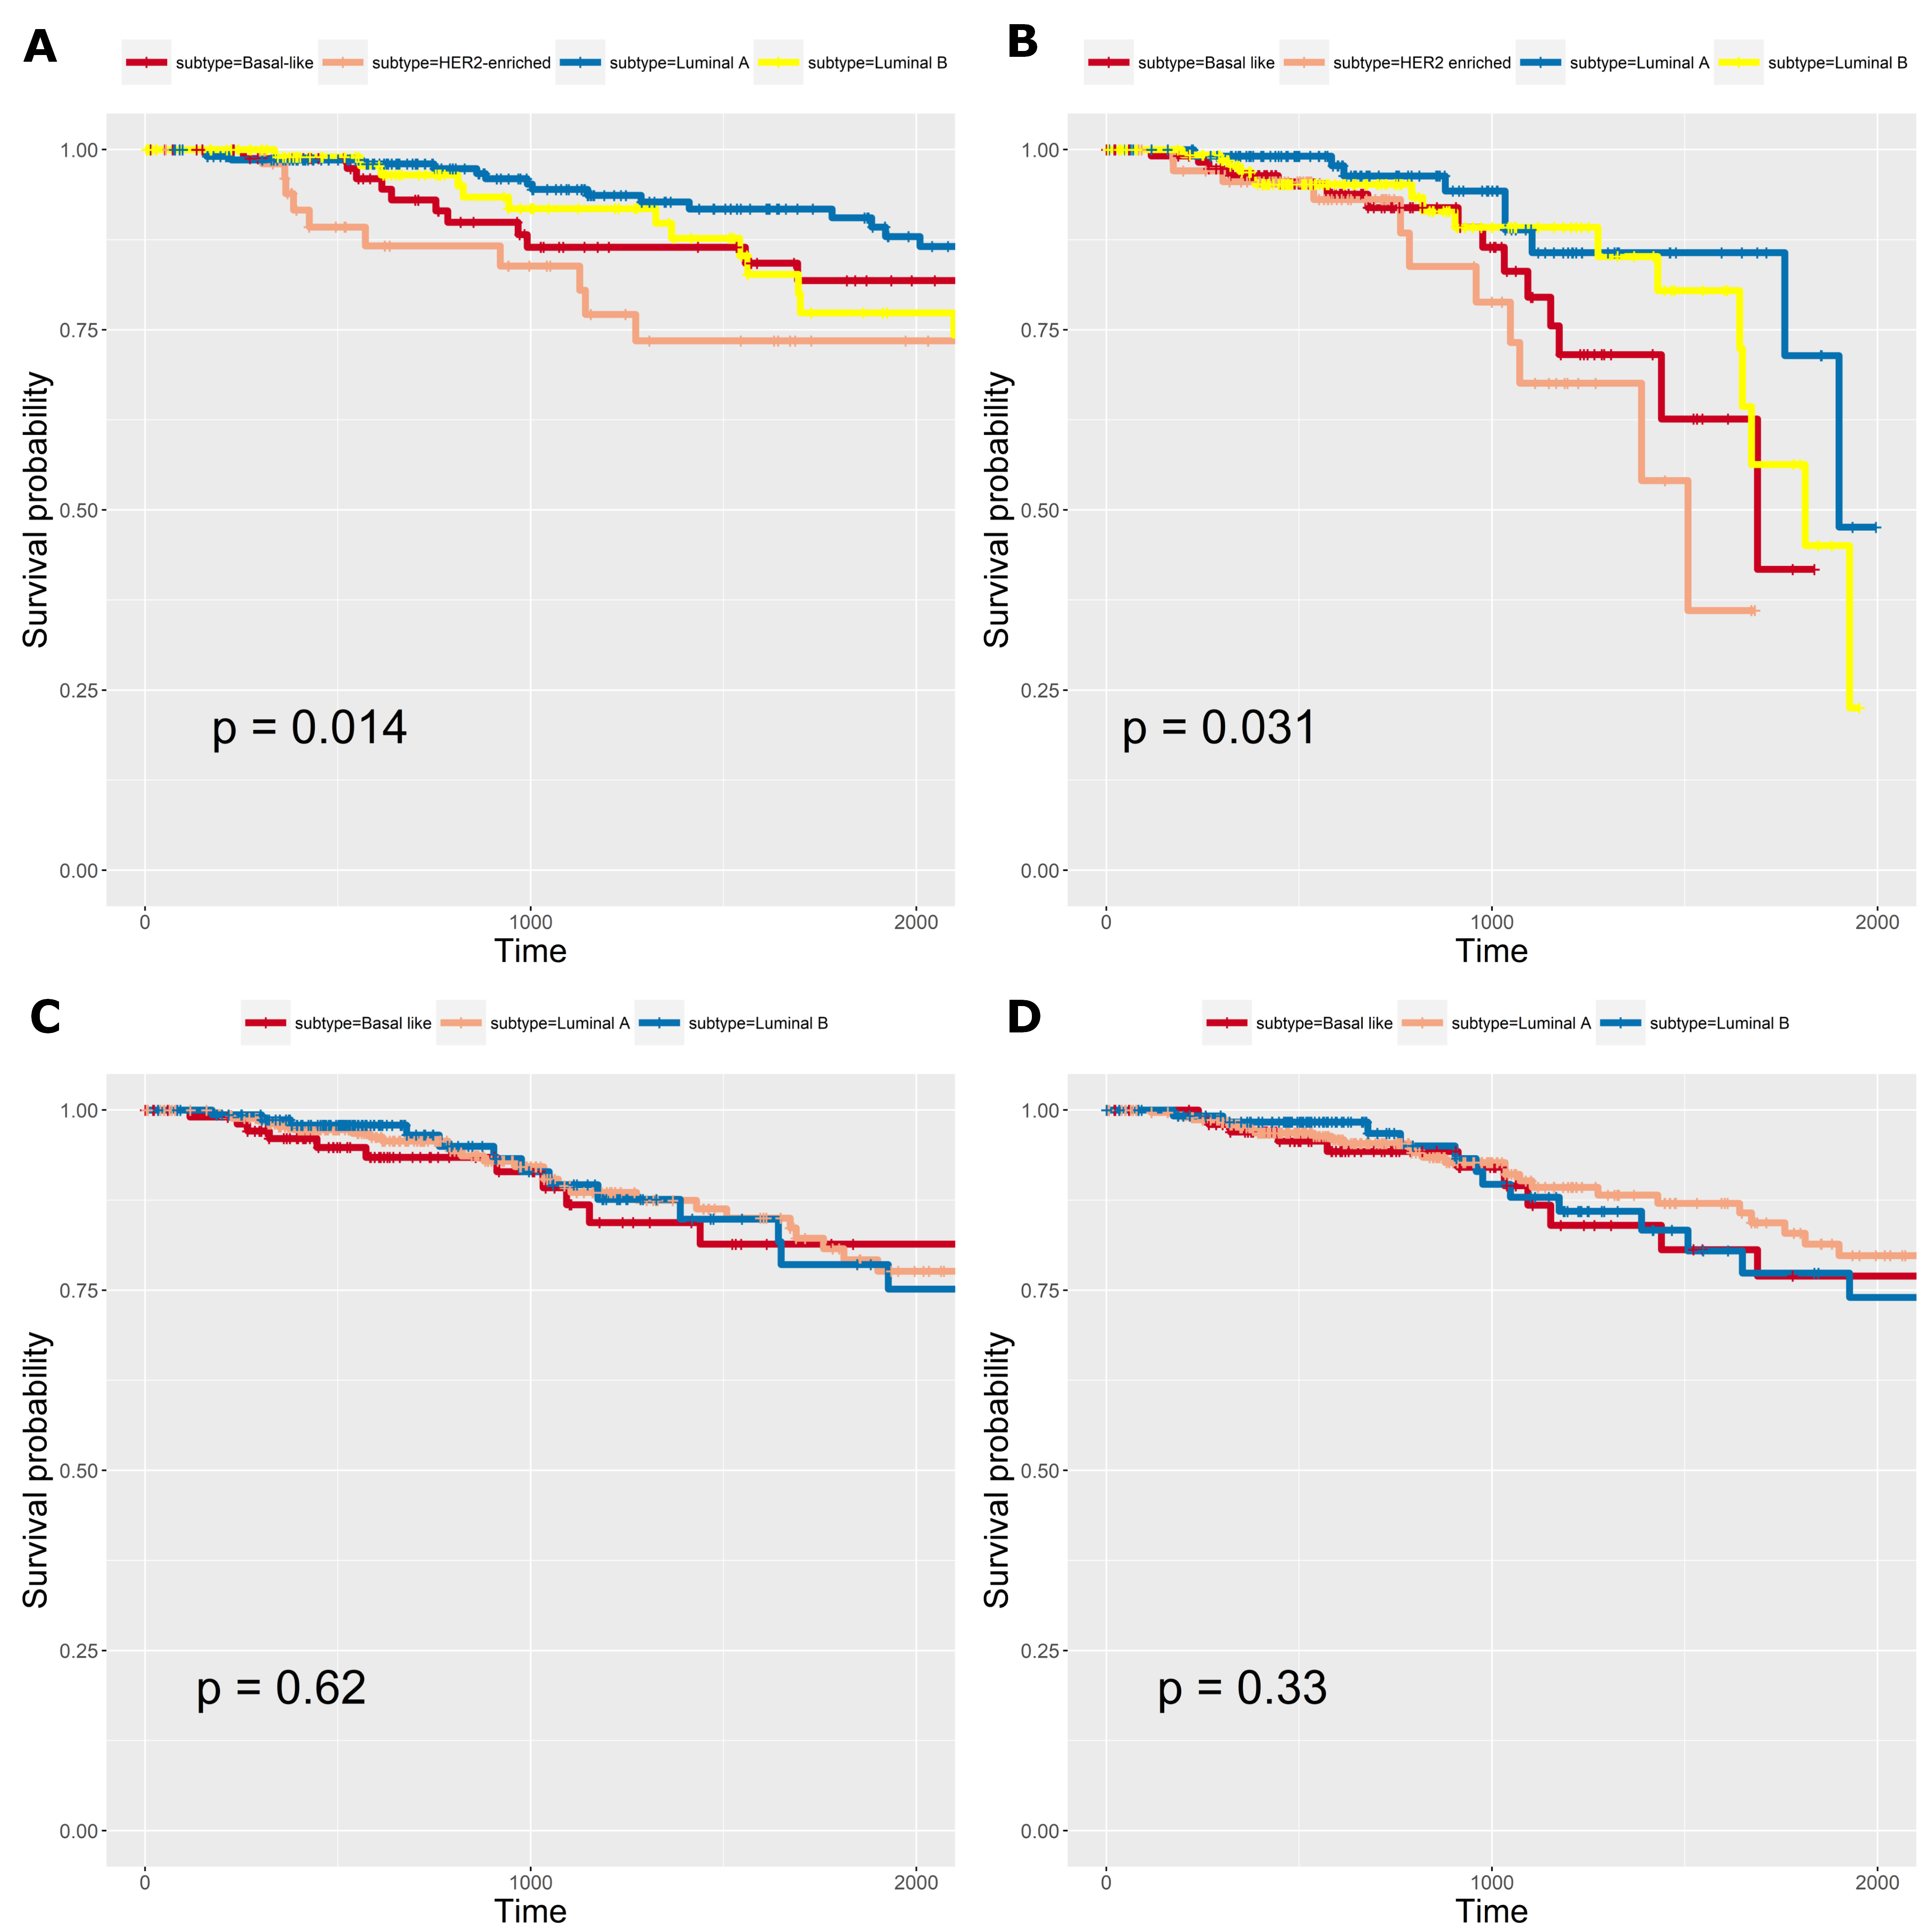 A
subtype=Basal-like subtype=HER2-enriched subtype=Luminal A subtype=Luminal B
1.00
0.75
0.50
0.25
0.00
Survival probability
p = 0.014
0 1000 2000
Time
B
subtype=Basal like subtype=HER2 enriched subtype=Luminal A subtype=Luminal B
1.00
0.75
0.50
0.25
0.00
Survival probability
p = 0.031
0 1000 2000
Time
C
subtype=Basal like subtype=Luminal A subtype=Luminal B
1.00
0.75
0.50
0.25
0.00
Survival probability
p = 0.62
0 1000 2000
Time
D
subtype=Basal like subtype=Luminal A subtype=Luminal B
1.00
0.75
0.50
0.25
0.00
Survival probability
p = 0.33
0 1000 2000
Time